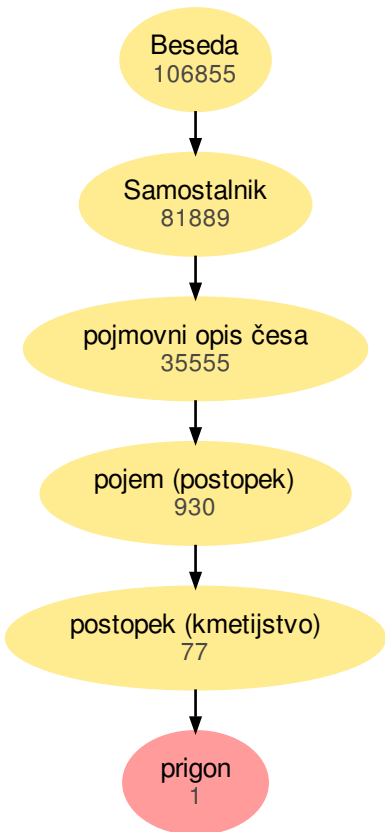 Beseda
106855
Samostalnik
81889
pojmovni opis česa
35555
pojem (postopek)
930
postopek (kmetijstvo)
77
prigon
1